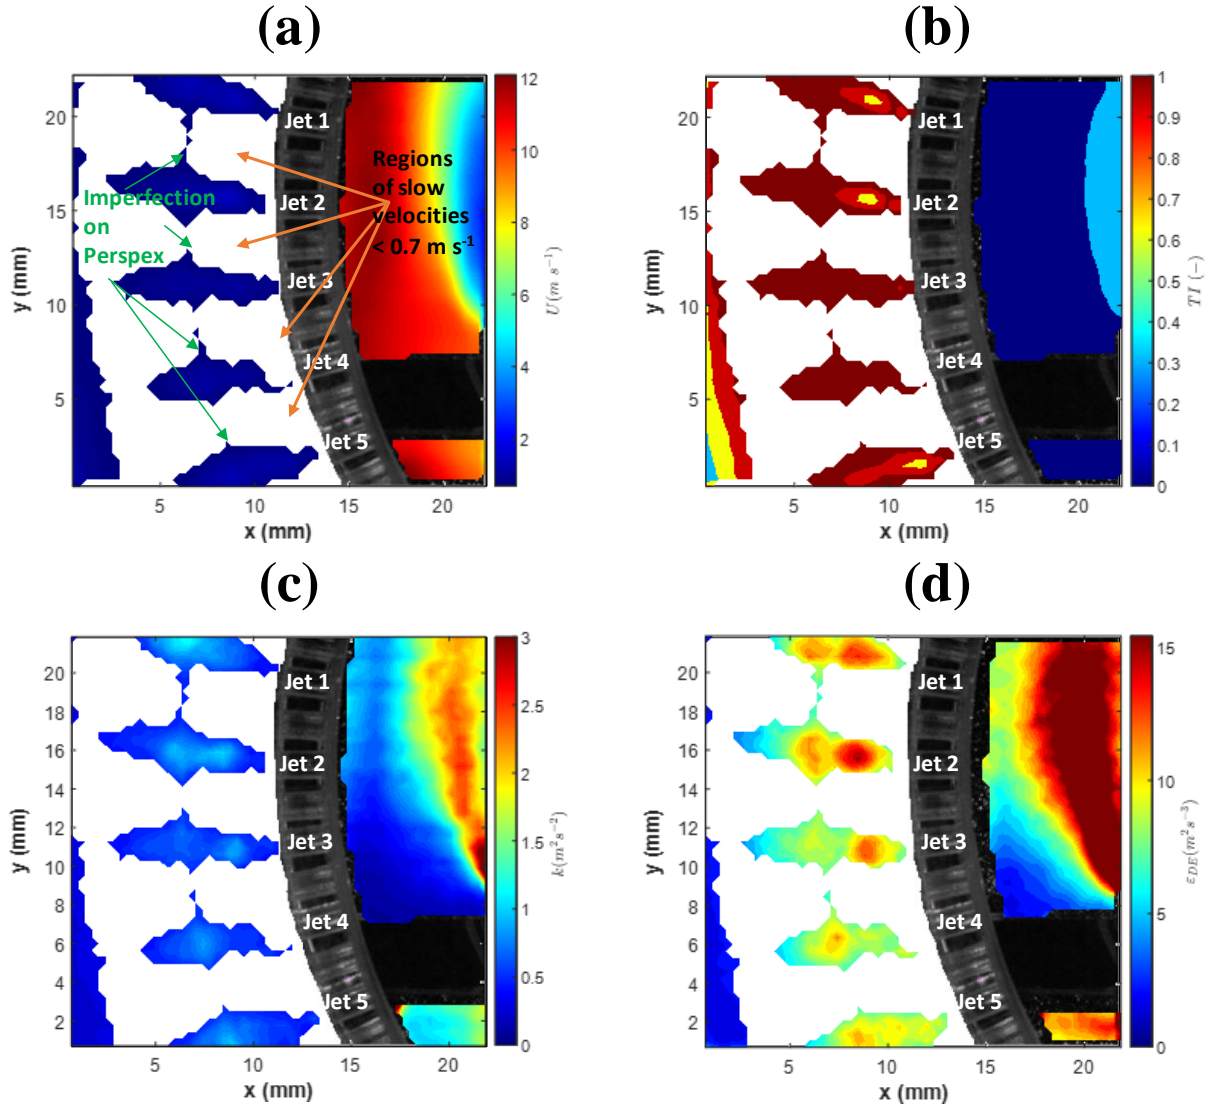 (a)
(b)
20
15
10
5
5
10
15
20
y (mm)
x (mm)
Jet 1
Jet 2
Jet 3
Jet 4
Jet 5
Imperfection
on
Perspex
Regions
of slow
velocities
< 0.7 m s⁻¹
12
10
8
6
4
2
U(m s⁻¹)
20
15
10
5
5
10
15
20
y (mm)
x (mm)
Jet 1
Jet 2
Jet 3
Jet 4
Jet 5
1
0.9
0.8
0.7
0.6
0.5
0.4
0.3
0.2
0.1
0
TI (−)
(c)
(d)
20
18
16
14
12
10
8
6
4
2
5
10
15
20
y (mm)
x (mm)
Jet 1
Jet 2
Jet 3
Jet 4
Jet 5
3
2.5
2
1.5
1
0.5
0
k(m²s⁻²)
20
18
16
14
12
10
8
6
4
2
5
10
15
20
y (mm)
x (mm)
Jet 1
Jet 2
Jet 3
Jet 4
Jet 5
15
10
5
0
ε_DE(m²s⁻³)